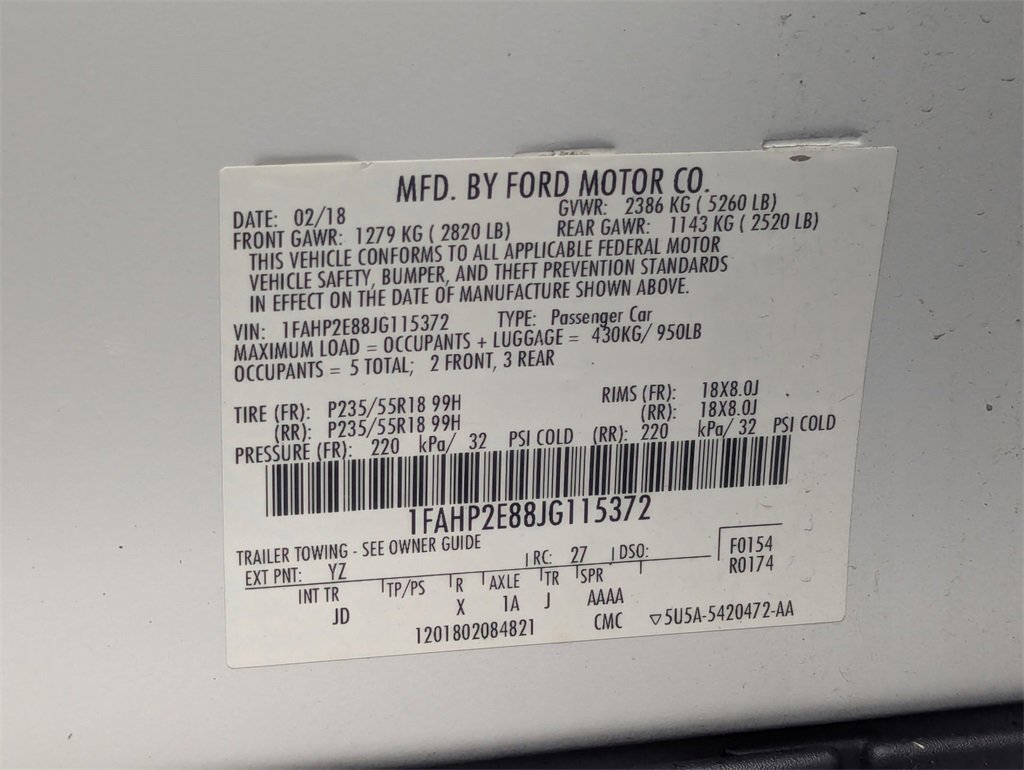 MFD. BY FORD MOTOR CO.
DATE: 02/18 GVWR: 2386 KG ( 5260 LB)
FRONT GAWR: 1279 KG ( 2820 LB) REAR GAWR: 1143 KG ( 2520 LB)
THIS VEHICLE CONFORMS TO ALL APPLICABLE FEDERAL MOTOR
VEHICLE SAFETY, BUMPER, AND THEFT PREVENTION STANDARDS
IN EFFECT ON THE DATE OF MANUFACTURE SHOWN ABOVE.
VIN: 1FAHP2E88JG115372 TYPE: Passenger Car
MAXIMUM LOAD = OCCUPANTS + LUGGAGE = 430KG/ 950LB
OCCUPANTS = 5 TOTAL; 2 FRONT, 3 REAR
TIRE (FR): P235/55R18 99H RIMS (FR): 18X8.0J
(RR): P235/55R18 99H (RR): 18X8.0J
PRESSURE (FR): 220 kPa/ 32 PSI COLD (RR): 220 kPa/ 32 PSI COLD
1FAHP2E88JG115372
TRAILER TOWING - SEE OWNER GUIDE
EXT PNT: YZ RC: 27 DSO: F0154
R0174
INT TR TP/PS R AXLE TR SPR
JD X 1A J AAAA
1201802084821 CMC ▽5U5A-5420472-AA